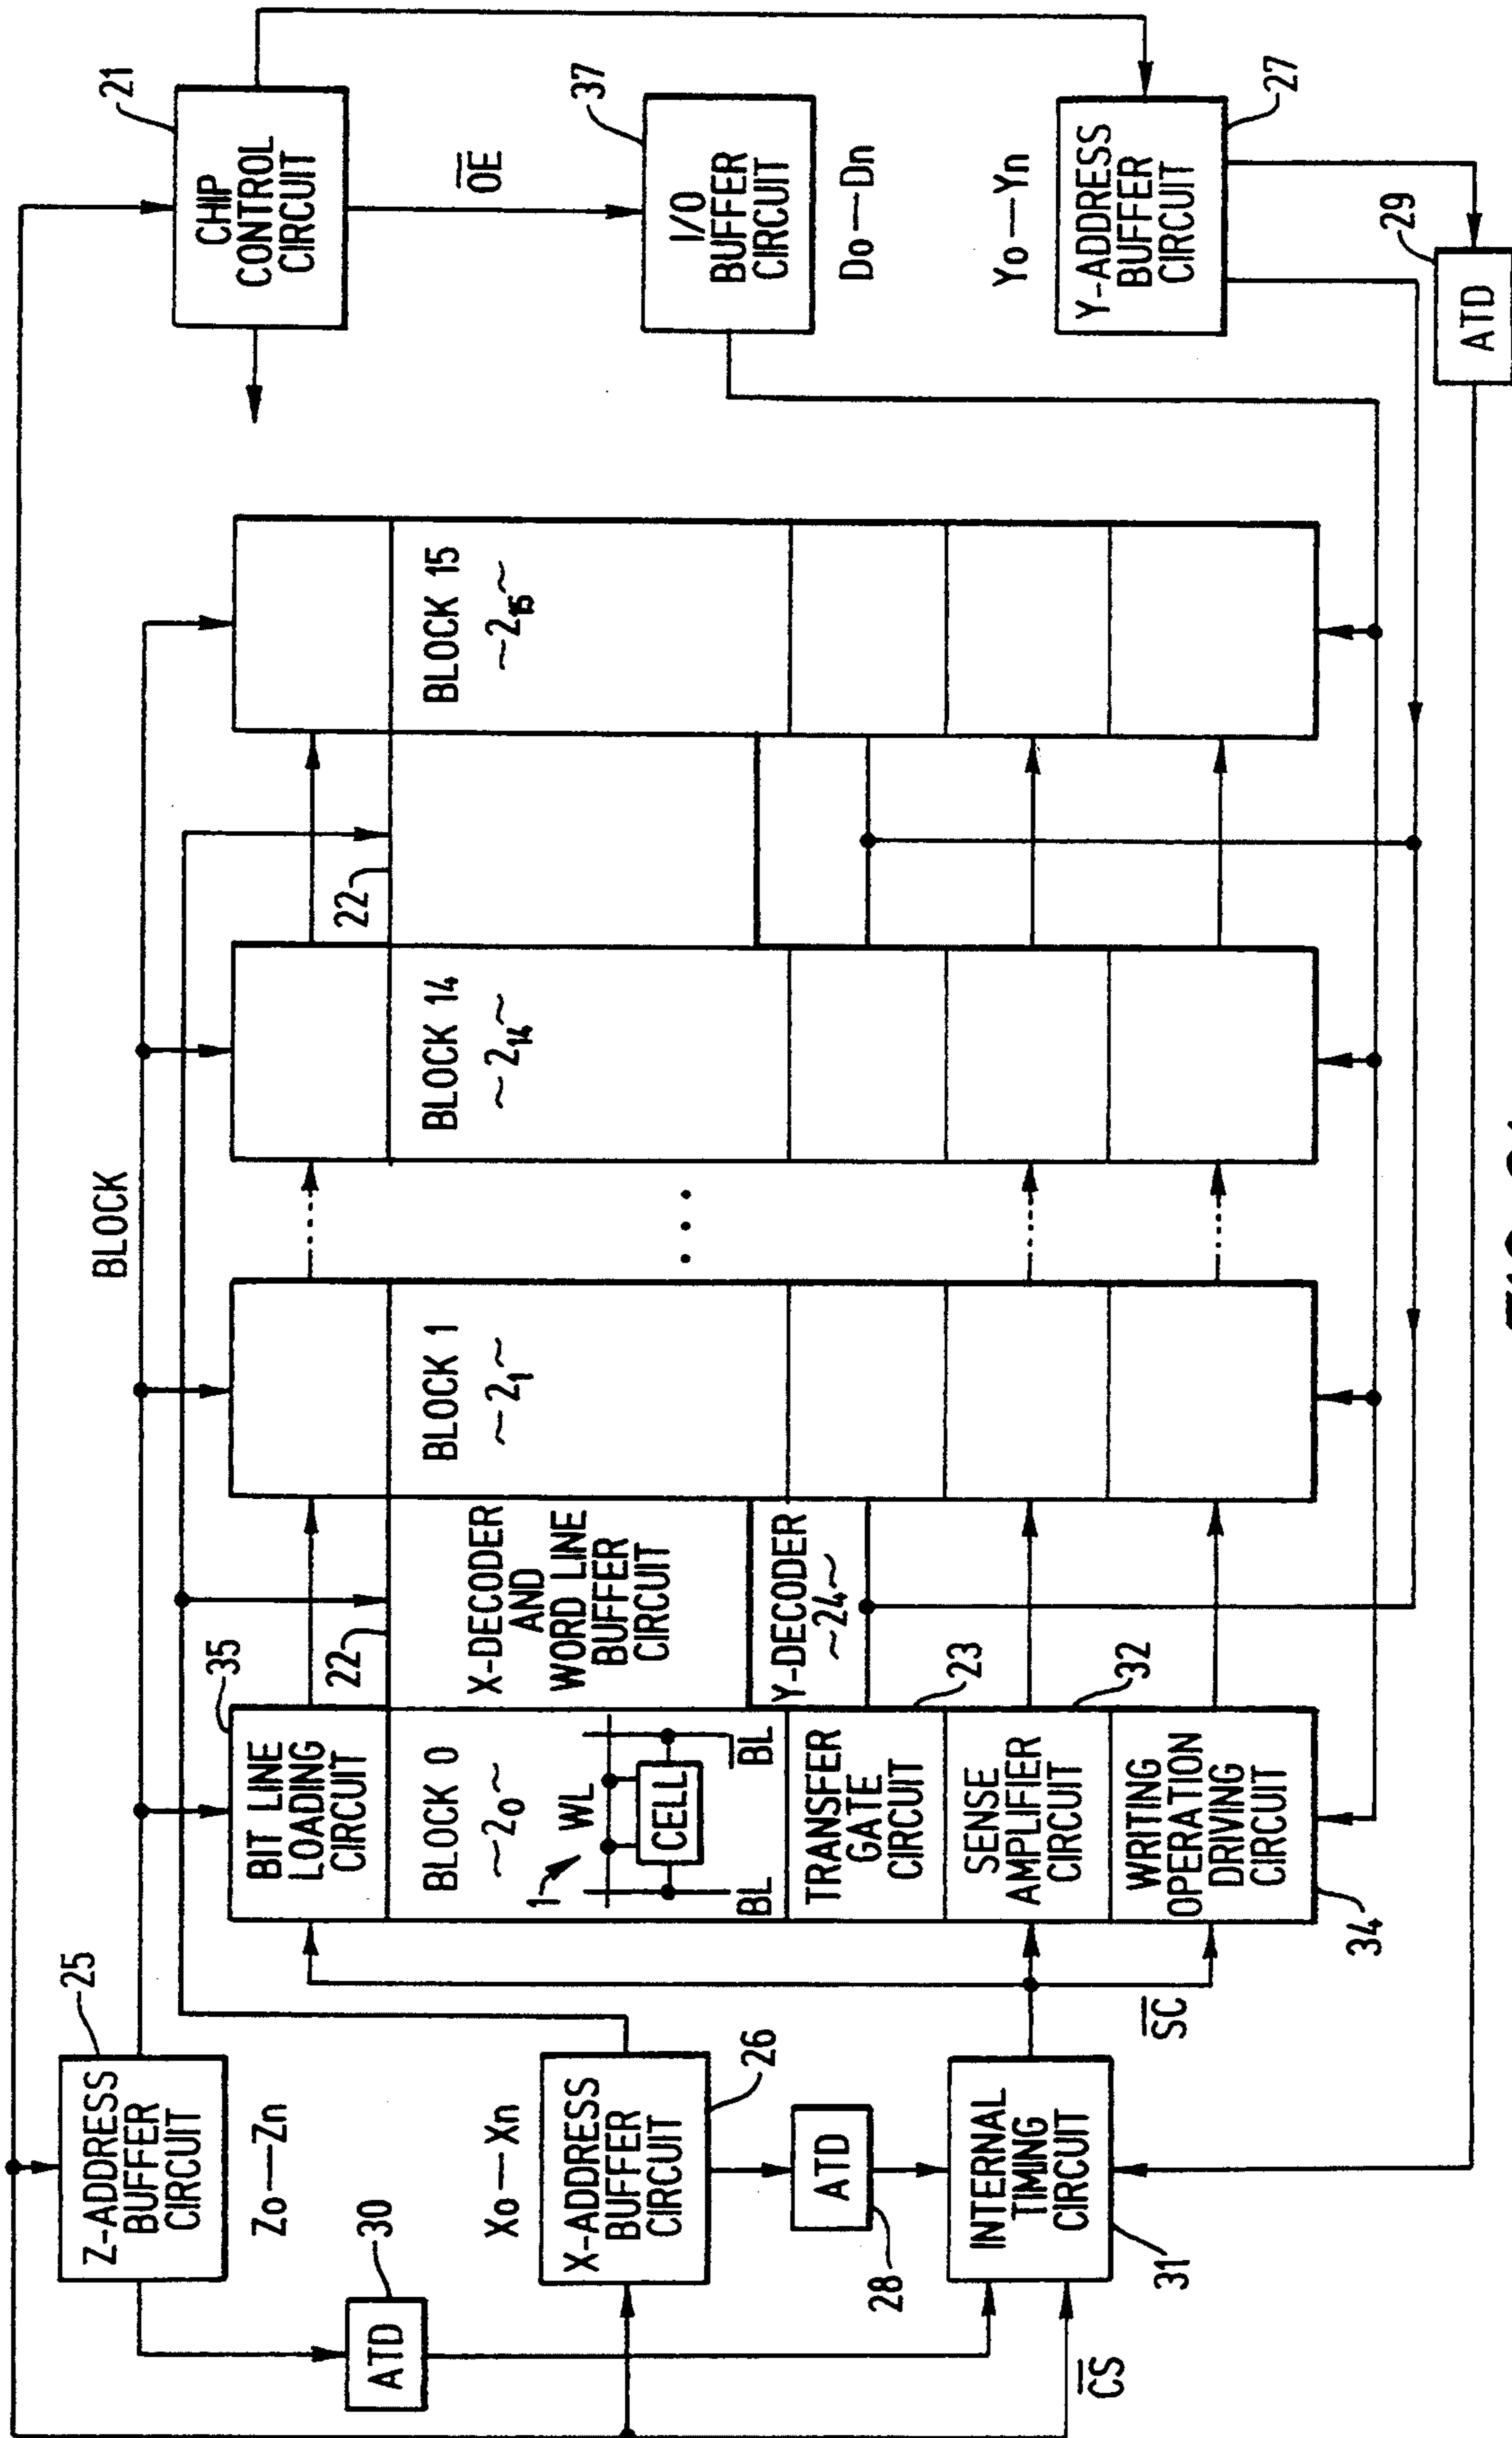 CHIP
CONTROL
CIRCUIT
21
OE
I/O
BUFFER
CIRCUIT
37
Do—Dn
Yo—Yn
Y-ADDRESS
BUFFER
CIRCUIT
27
29
ATD
BLOCK
BLOCK 15
~2₁₅~
22
BLOCK 14
~2₁₄~
• • •
BLOCK 1
~2₁~
X-DECODER
AND
WORD LINE
BUFFER
CIRCUIT
22
Y-DECODER
~24~
35
BIT LINE
LOADING
CIRCUIT
BLOCK 0
~2₀~
1
WL
CELL
BL
BL
TRANSFER
GATE
CIRCUIT
23
SENSE
AMPLIFIER
CIRCUIT
32
WRITING
OPERATION
DRIVING
CIRCUIT
34
SC
25
Z-ADDRESS
BUFFER
CIRCUIT
Zo—Zn
30
ATD
Xo—Xn
X-ADDRESS
BUFFER
CIRCUIT
26
ATD
28
INTERNAL
TIMING
CIRCUIT
31
CS